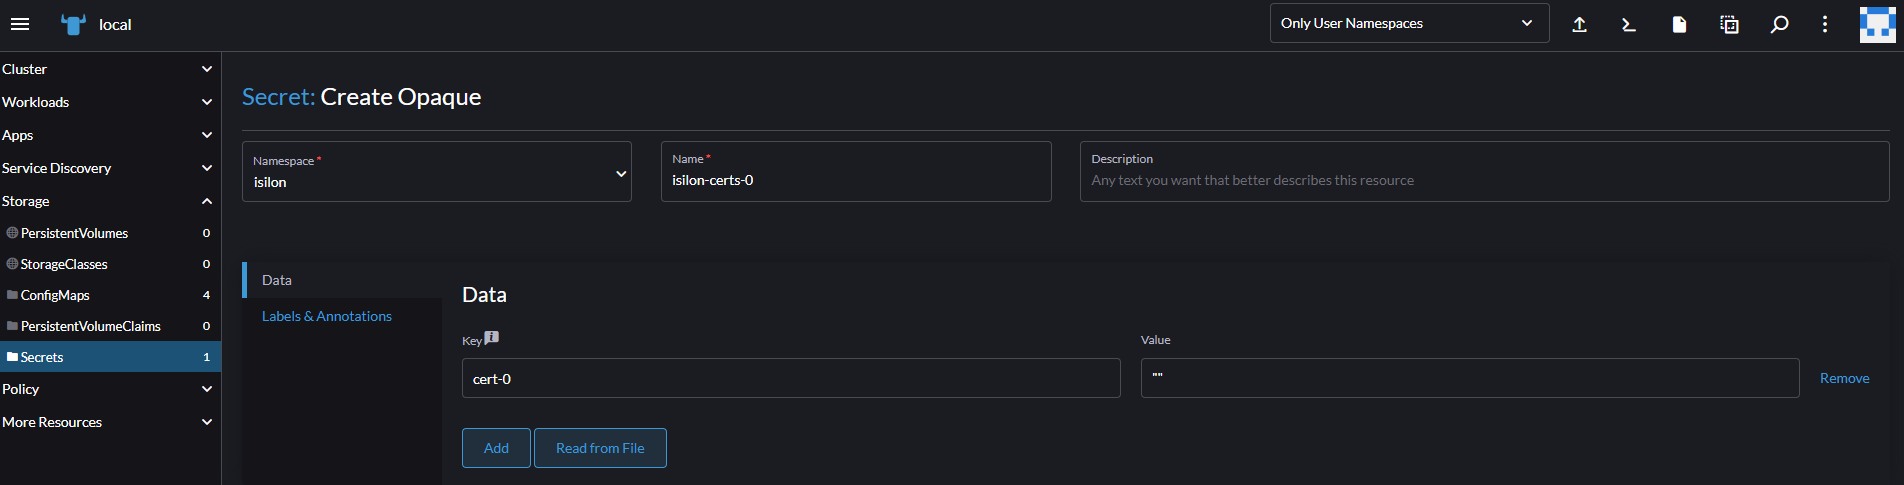 local
Only User Namespaces
Cluster
Workloads
Apps
Service Discovery
Storage
PersistentVolumes 0
StorageClasses 0
ConfigMaps 4
PersistentVolumeClaims 0
Secrets 1
Policy
More Resources
Secret: Create Opaque
Namespace *
isilon
Name *
isilon-certs-0
Description
Any text you want that better describes this resource
Data
Labels & Annotations
Data
Key
Value
cert-0
""
Remove
Add
Read from File